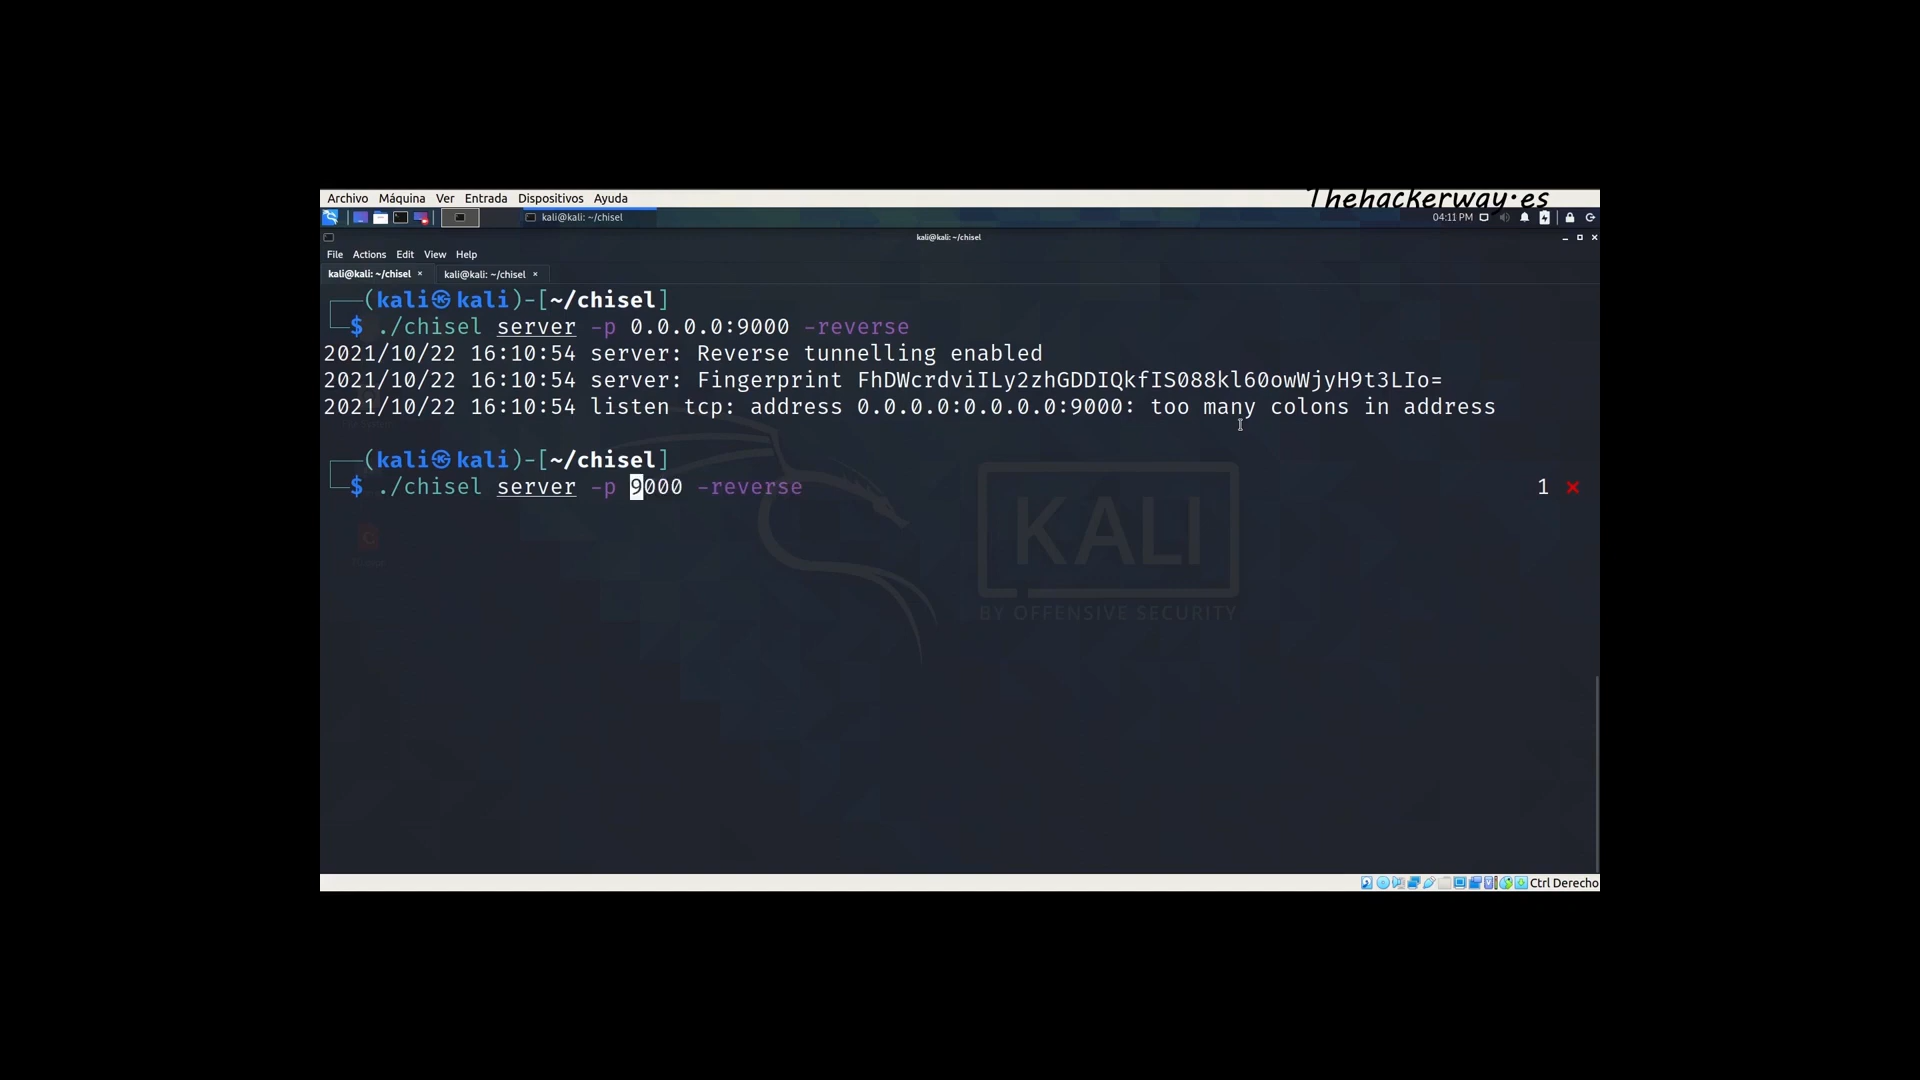 Thehackerway.es
Archivo Máquina Ver Entrada Dispositivos Ayuda
kali@kali: ~/chisel 04:11 PM
kali@kali: ~/chisel
File Actions Edit View Help
kali@kali: ~/chisel × kali@kali: ~/chisel ×
(kali㉿kali)-[~/chisel]
$ ./chisel server -p 0.0.0.0:9000 -reverse
2021/10/22 16:10:54 server: Reverse tunnelling enabled
2021/10/22 16:10:54 server: Fingerprint FhDWcrdviILy2zhGDDIQkfIS088kl60owWjyH9t3LIo=
2021/10/22 16:10:54 listen tcp: address 0.0.0.0:0.0.0.0:9000: too many colons in address
(kali㉿kali)-[~/chisel]
$ ./chisel server -p 9000 -reverse 1 ×
KALI
BY OFFENSIVE SECURITY
Ctrl Derecho